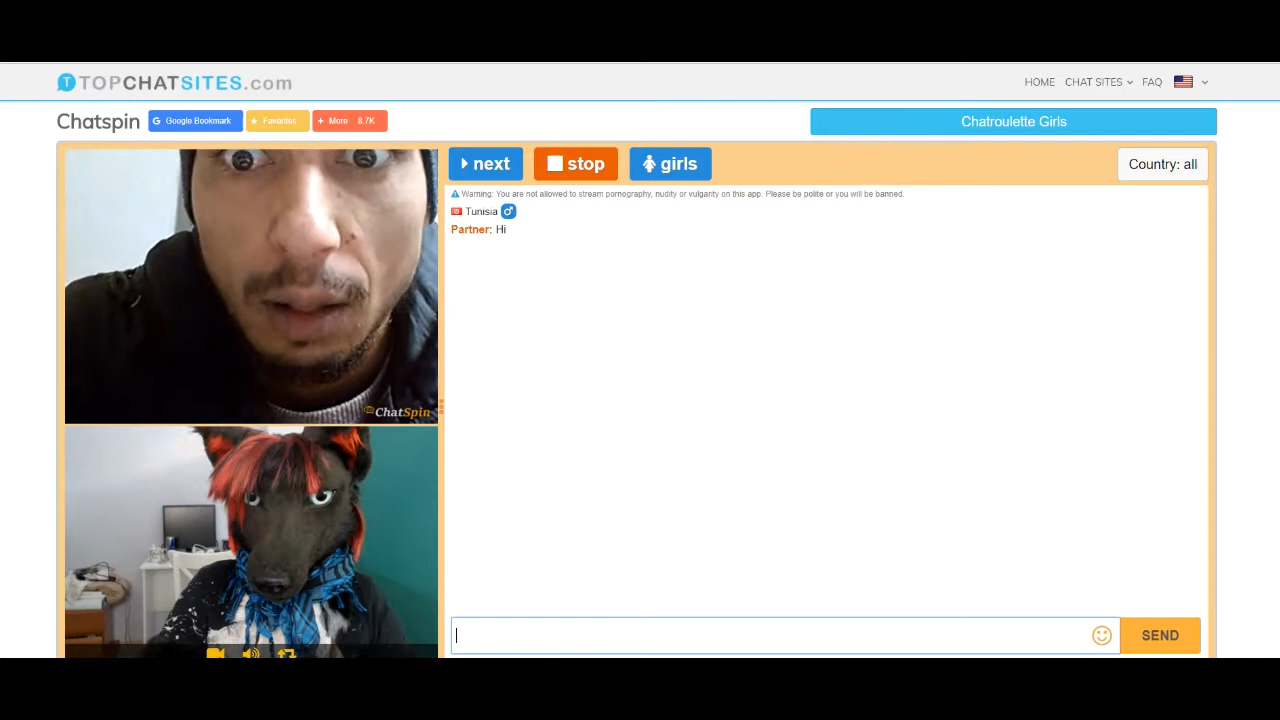 TOPCHATSITES.com
HOME CHAT SITES FAQ
Chatspin Google Bookmark Favorites More 8.7K Chatroulette Girls
next stop girls Country: all
Warning: You are not allowed to stream pornography, nudity or vulgarity on this app. Please be polite or you will be banned.
Tunisia
Partner: Hi
ChatSpin
SEND